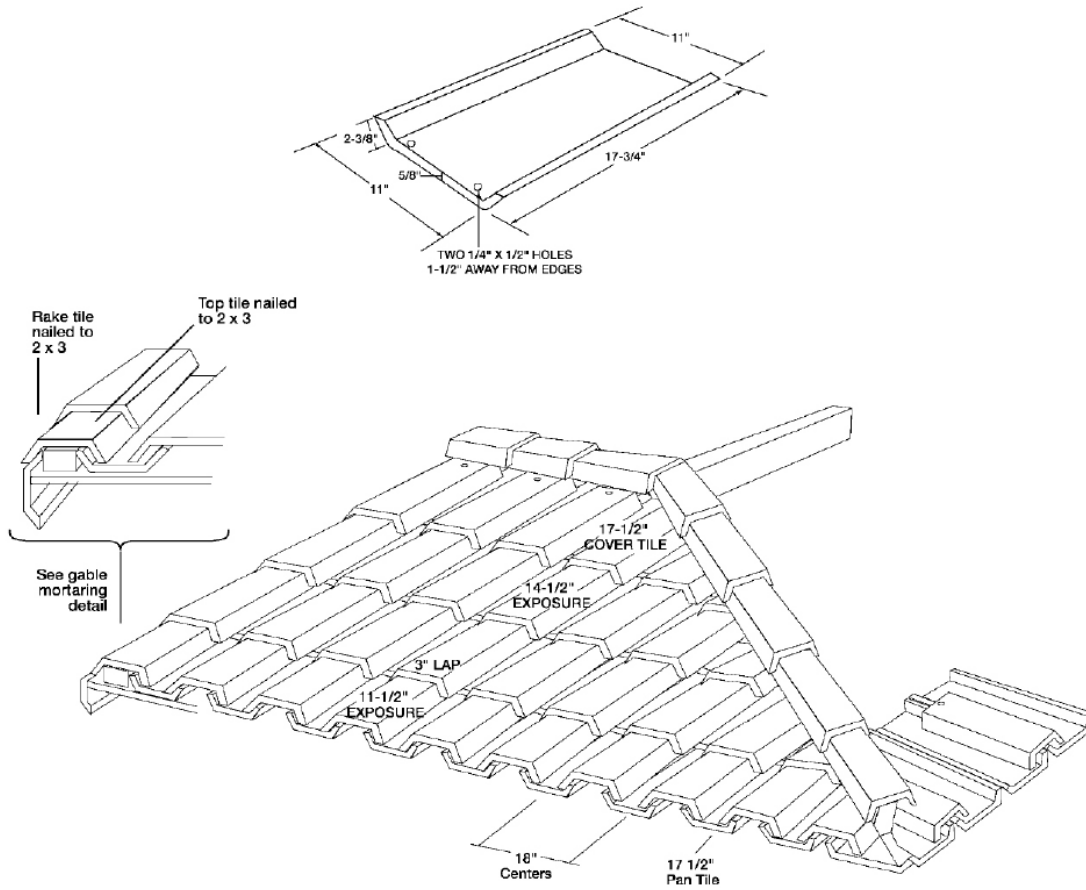 11"
2-3/8"
17-3/4"
5/8"
11"
TWO 1/4" X 1/2" HOLES
1-1/2" AWAY FROM EDGES
Rake tile
nailed to
2 x 3
Top tile nailed
to 2 x 3
See gable
mortaring
detail
17-1/2"
COVER TILE
14-1/2"
EXPOSURE
3" LAP
11-1/2"
EXPOSURE
18"
Centers
17 1/2"
Pan Tile